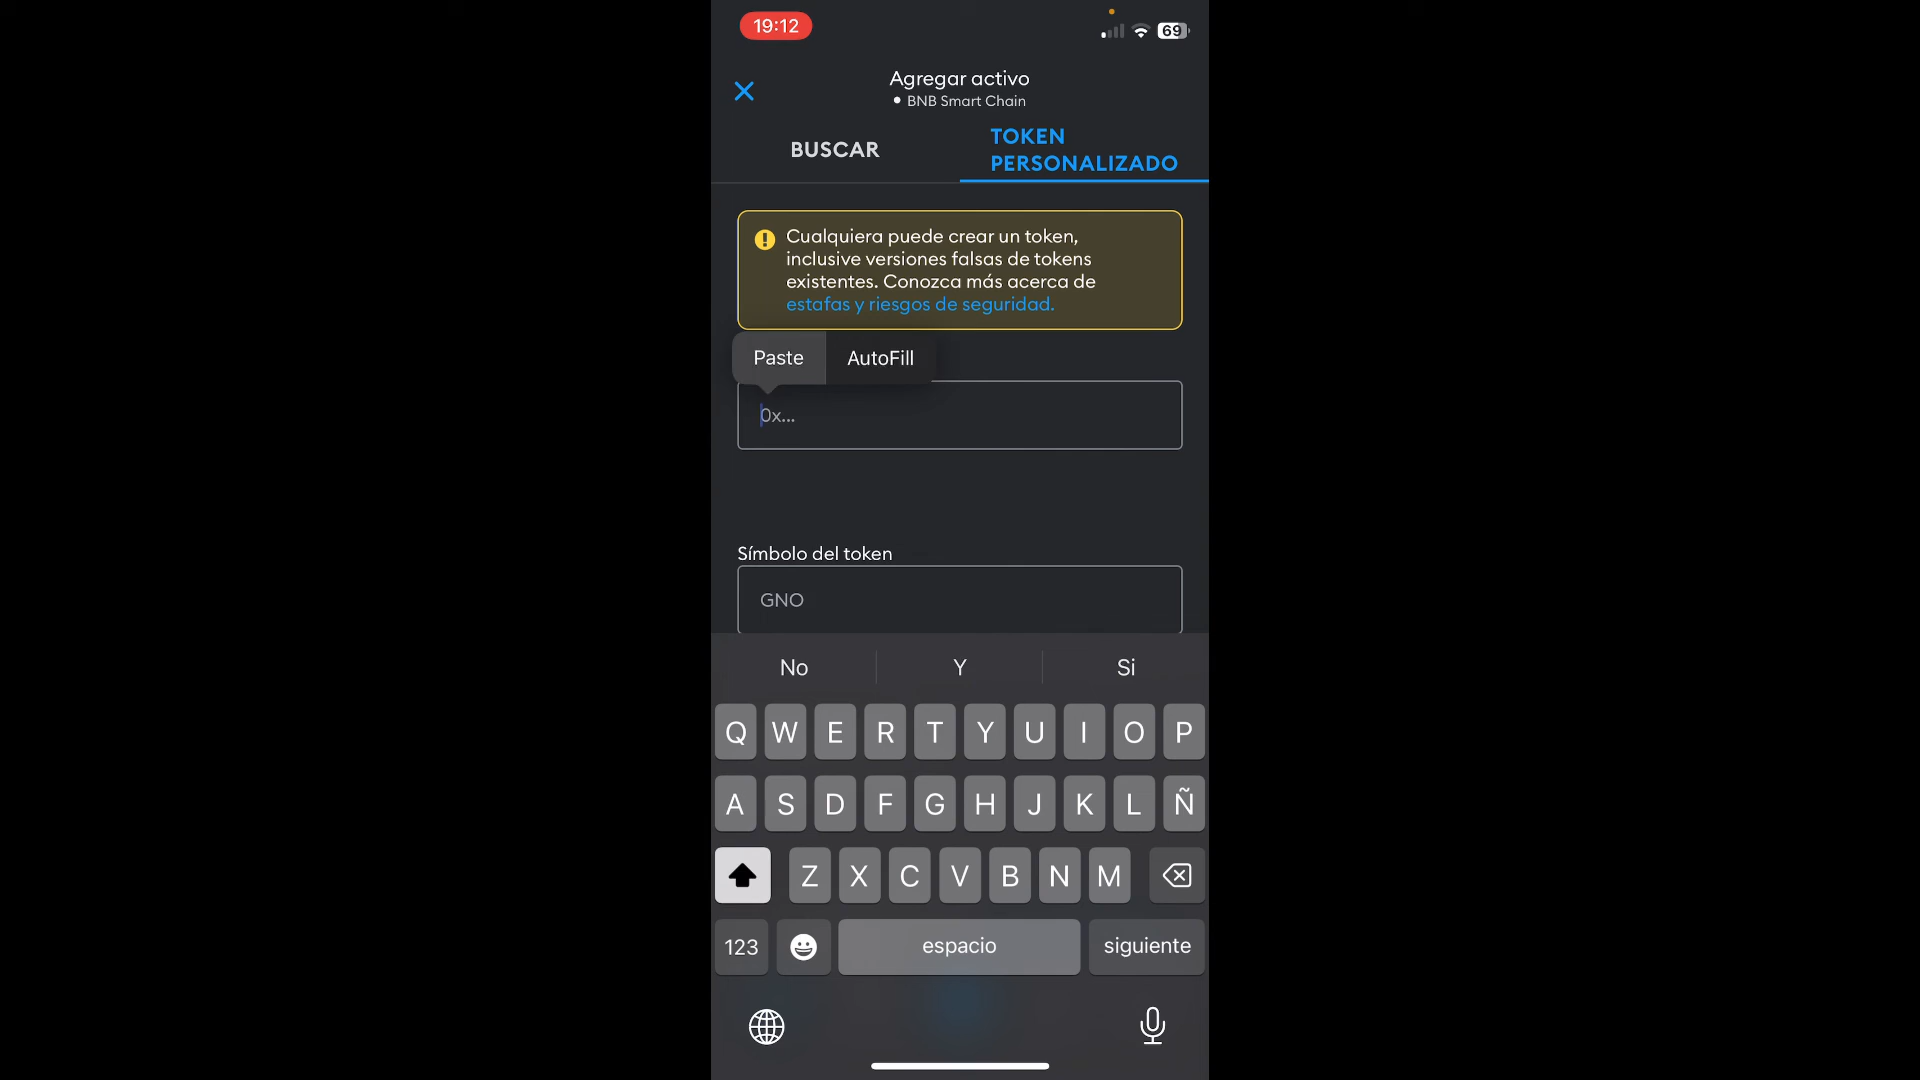 19:12
69
Agregar activo
BNB Smart Chain
BUSCAR
TOKEN
PERSONALIZADO
Cualquiera puede crear un token,
inclusive versiones falsas de tokens
existentes. Conozca más acerca de
estafas y riesgos de seguridad.
Paste AutoFill
0x...
Símbolo del token
GNO
No Y Si
Q W E R T Y U I O P
A S D F G H J K L Ñ
Z X C V B N M
123 espacio siguiente